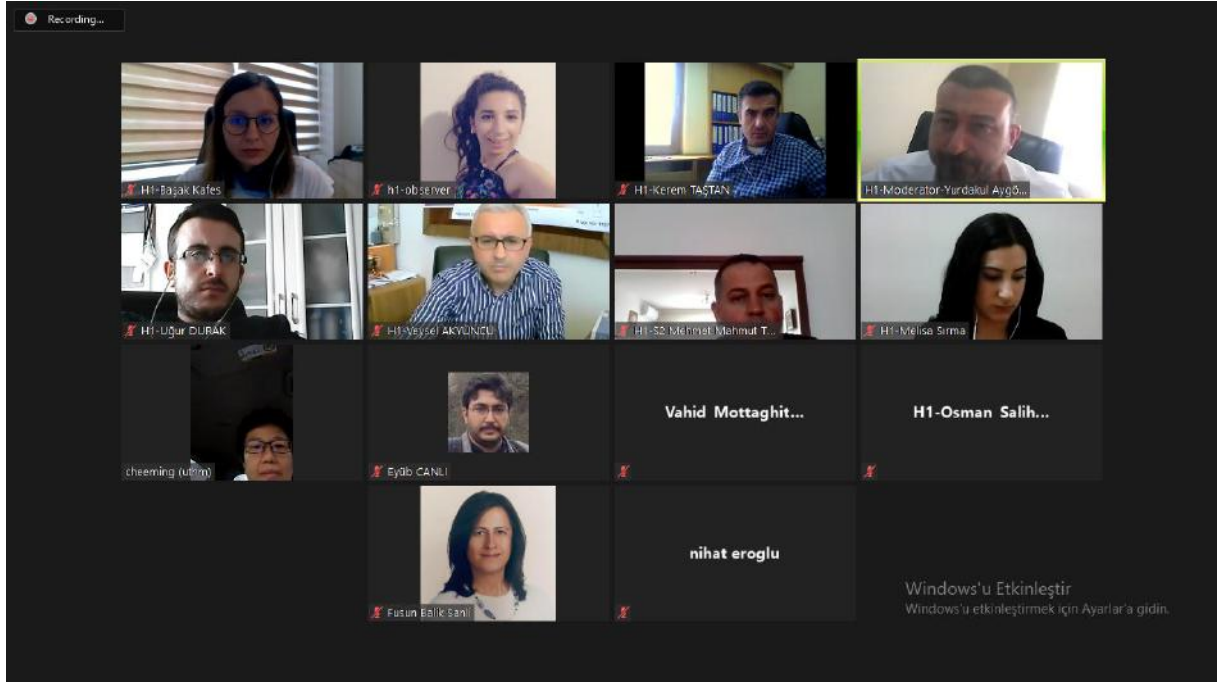 Recording...
H1-Başak Kafes
h1-observer
H1-Kerem TAŞTAN
H1-Moderator-Yurdakul Aygö...
H1-Uğur DURAK
H1-Veysel AKYÜNCÜ
H1-S2 Mehmet Mahmut T...
H1-Melisa Sırma
cheeming (uthm)
Eyüb CANLI
Vahid Mottaghit...
H1-Osman Salih...
Fusun Balik Sanli
nihat eroglu
Windows'u Etkinleştir
Windows'u etkinleştirmek için Ayarlar'a gidin.